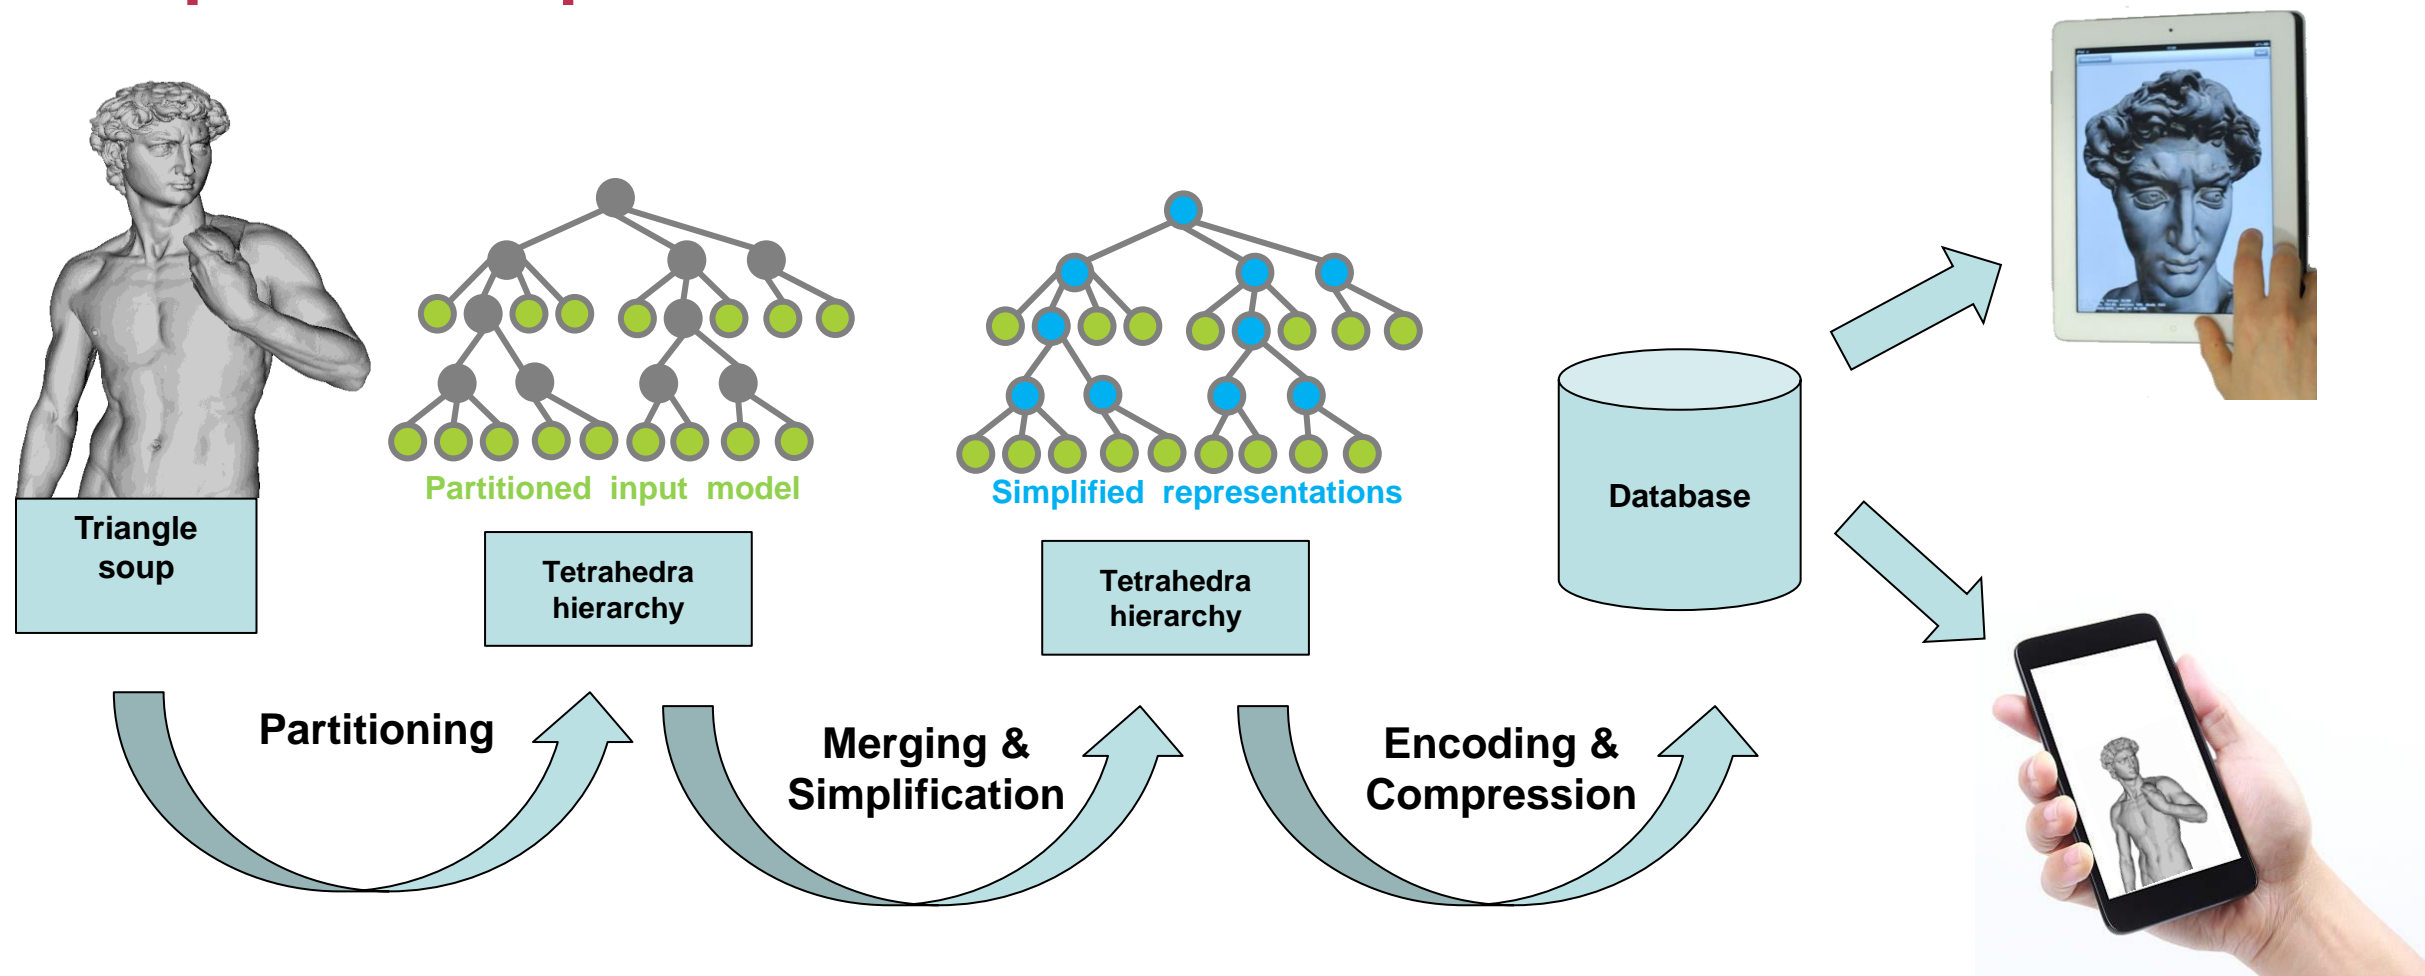 Partitioned input model
Simplified representations
Triangle
soup
Tetrahedra
hierarchy
Tetrahedra
hierarchy
Database
Partitioning
Merging &
Simplification
Encoding &
Compression